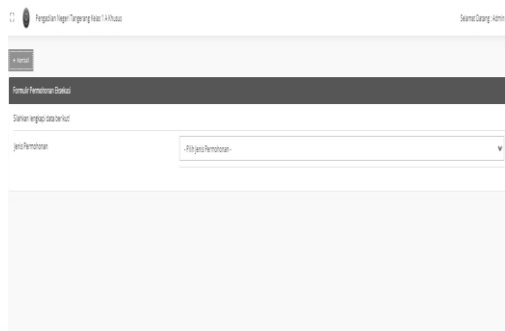 Pengadilan Negeri Tangerang Kelas 1 A Khusus
Selamat Datang : Admin
+ Kembali
Formulir Permohonan Eksekusi
Silahkan lengkapi data berikut!
Jenis Permohonan
- Pilih Jenis Permohonan -